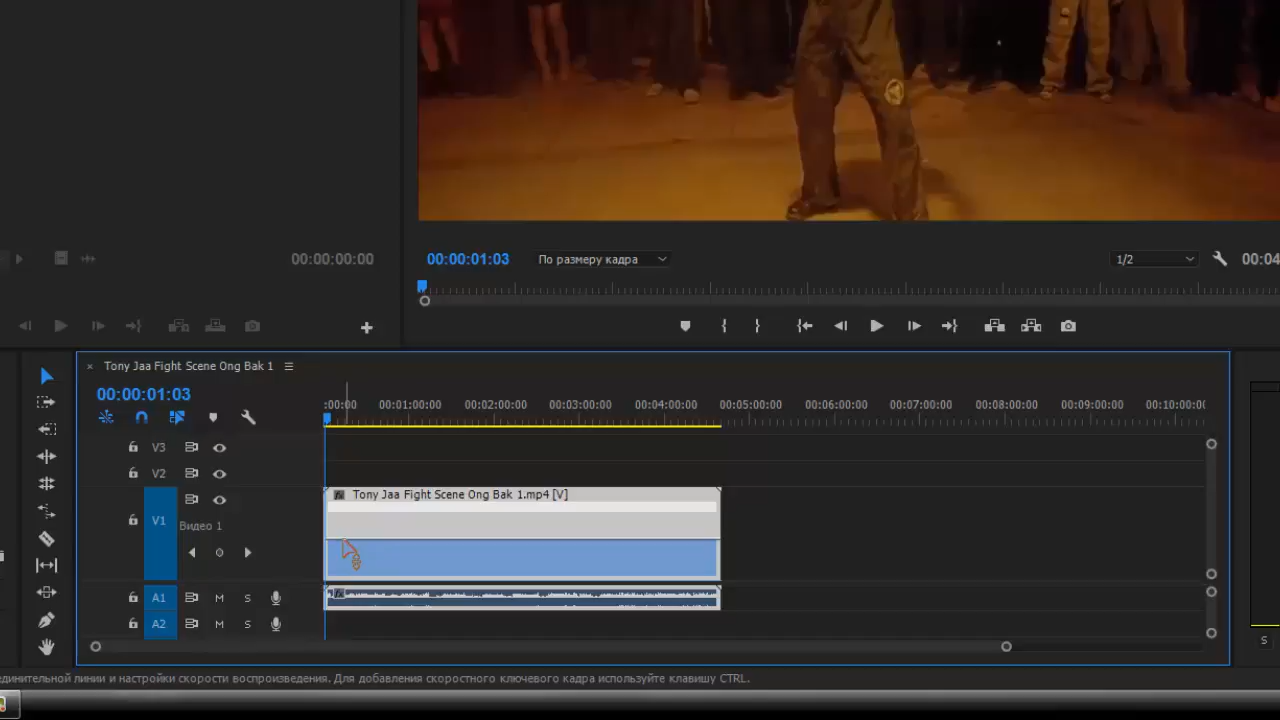 00:00:00:00
00:00:01:03 По размеру кадра 1/2 00:04
× Tony Jaa Fight Scene Ong Bak 1
00:00:01:03
:00:00 00:01:00:00 00:02:00:00 00:03:00:00 00:04:00:00 00:05:00:00 00:06:00:00 00:07:00:00 00:08:00:00 00:09:00:00 00:10:00:00
V3
V2
fx Tony Jaa Fight Scene Ong Bak 1.mp4 [V]
V1
Видео 1
A1 M S
A2 M S
S
единительной линии и настройки скорости воспроизведения. Для добавления скоростного ключевого кадра используйте клавишу CTRL.